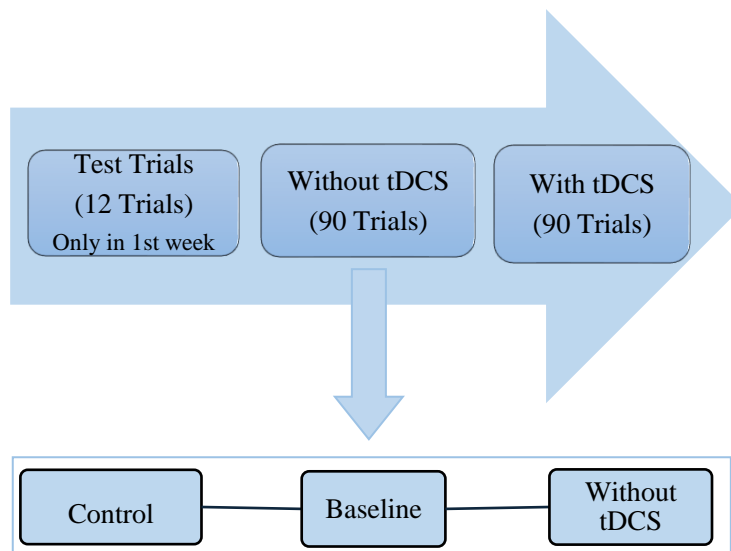 Test Trials
(12 Trials)
Only in 1st week
Without tDCS
(90 Trials)
With tDCS
(90 Trials)
Control
Baseline
Without
tDCS